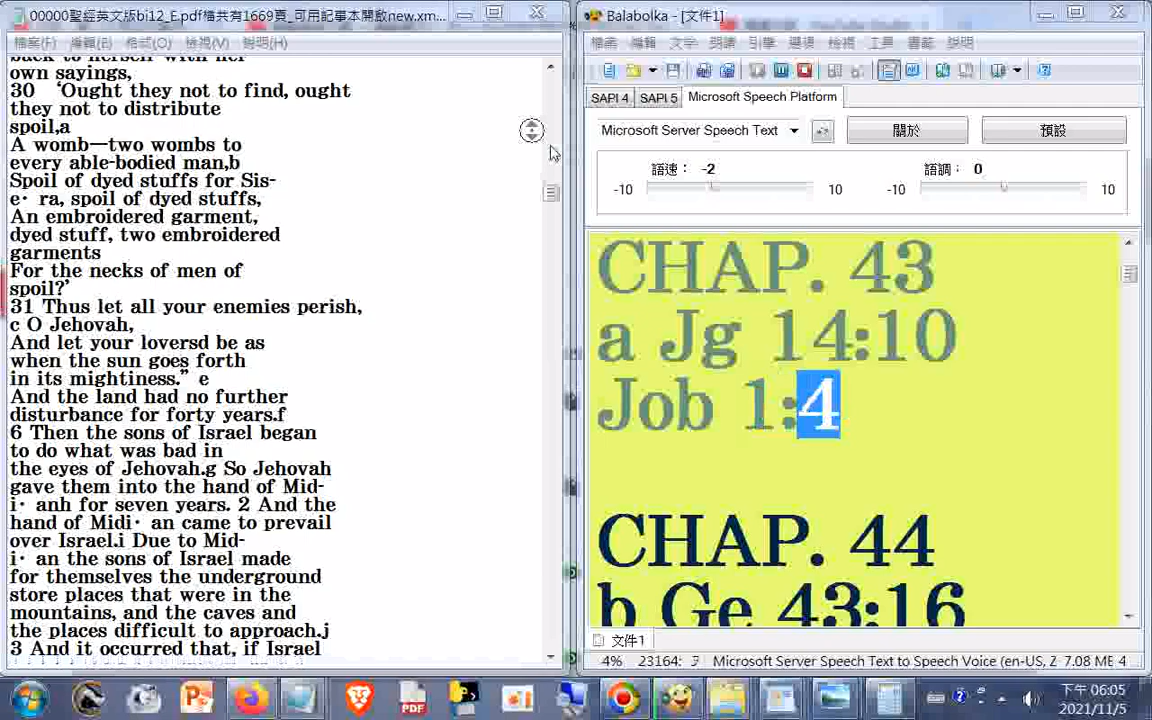 00000聖經英文版bi12_E.pdf檔共有1669頁_可用記事本開啟new.xm...
檔案(F) 編輯(E) 格式(O) 檢視(V) 說明(H)
back to herself with her
own sayings,
30 ‘Ought they not to find, ought
they not to distribute
spoil,a
A womb—two wombs to
every able-bodied man,b
Spoil of dyed stuffs for Sis-
e· ra, spoil of dyed stuffs,
An embroidered garment,
dyed stuff, two embroidered
garments
For the necks of men of
spoil?’
31 Thus let all your enemies perish,
c O Jehovah,
And let your loversd be as
when the sun goes forth
in its mightiness.” e
And the land had no further
disturbance for forty years.f
6 Then the sons of Israel began
to do what was bad in
the eyes of Jehovah.g So Jehovah
gave them into the hand of Mid-
i· anh for seven years. 2 And the
hand of Midi· an came to prevail
over Israel.i Due to Mid-
i· an the sons of Israel made
for themselves the underground
store places that were in the
mountains, and the caves and
the places difficult to approach.j
3 And it occurred that, if Israel
Balabolka - [文件1]
檔案 編輯 文字 朗讀 引擎 選項 檢視 工具 書籤 說明
SAPI 4 SAPI 5 Microsoft Speech Platform
Microsoft Server Speech Text 關於 預設
語速： -2 語調： 0
-10 10 -10 10
CHAP. 43
a Jg 14:10
Job 1:4
CHAP. 44
b Ge 43:16
文件1
4% 23164: Microsoft Server Speech Text to Speech Voice (en-US, Z 7.08 MB 4
PDF
下午 06:05
2021/11/5